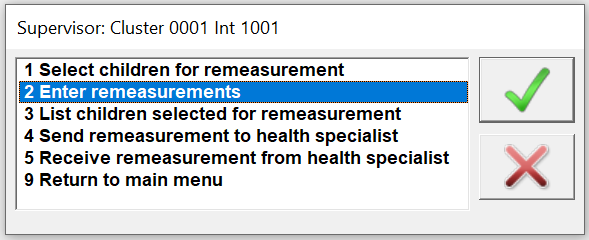 Supervisor: Cluster 0001 Int 1001
1 Select children for remeasurement
2 Enter remeasurements
3 List children selected for remeasurement
4 Send remeasurement to health specialist
5 Receive remeasurement from health specialist
9 Return to main menu